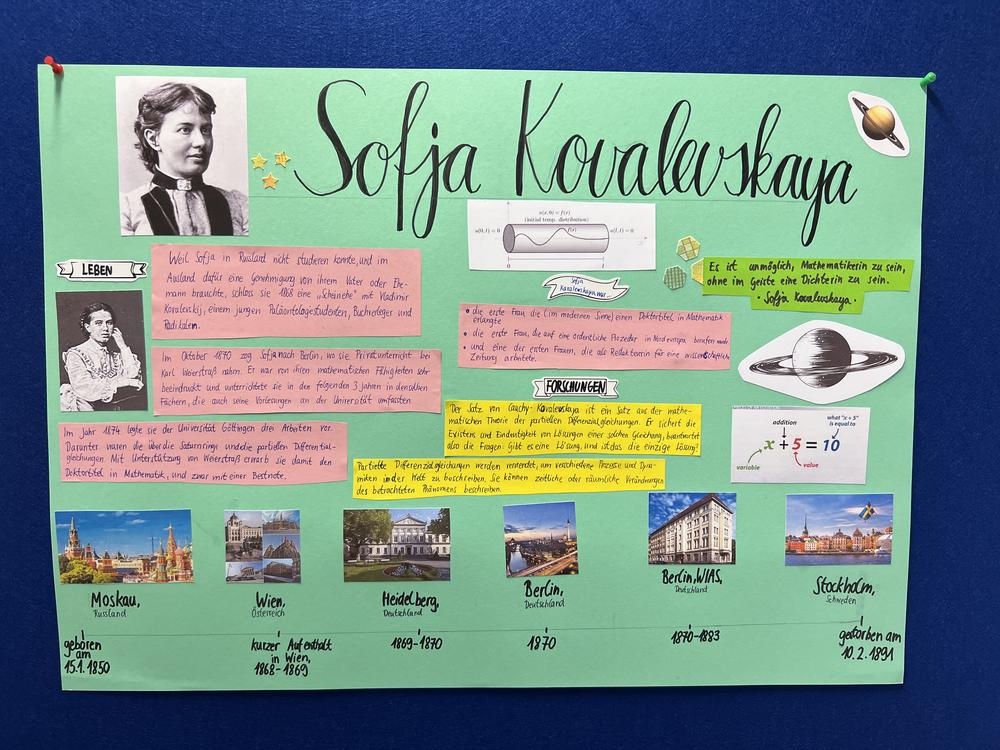 Sofja Kovalevskaya
u(x, 0) = f(x)
(initial temp. distribution)
u(0, t) = 0
f(x)
u(l, t) = 0
x
0
l
LEBEN
Weil Sofja in Russland nicht studieren konnte, und im
Ausland dafür eine Genehmigung von ihrem Vater oder Ehe-
mann brauchte, schloss sie 1868 eine „Scheinehe" mit Vladimir
Kovalevskij, einem jungen Paläontologiestudenten, Buchverleger und
Radikalen.
Im Oktober 1870 zog Sofja nach Berlin, wo sie Privatunterricht bei
Karl Weierstraß nahm. Er war von ihren mathematischen Fähigkeiten sehr
beeindruckt und unterrichtete sie in den folgenden 3 Jahren in denselben
Fächern, die auch seine Vorlesungen an der Universität umfassten.
Im Jahr 1874 legte sie der Universität Göttingen drei Arbeiten vor.
Darunter waren die über die Saturnringe und die partiellen Differential-
gleichungen. Mit Unterstützung von Weierstraß erwarb sie damit den
Doktortitel in Mathematik, und zwar mit einer Bestnote.
Sofja
Kovalevskaya war...
• die erste Frau die (im modernen Sinne) einen Doktortitel in Mathematik
erlangte
• die erste Frau, die auf eine ordentliche Prozedur in Nordeuropa berufen wurde
• und eine der ersten Frauen, die als Redakteurin für eine wissenschaftliche
Zeitung arbeitete.
Es ist unmöglich, Mathematikerin zu sein,
ohne im Geiste eine Dichterin zu sein.
- Sofja Kovalevskaya -
FORSCHUNGEN
Der Satz von Cauchy-Kovalevskaya ist ein Satz aus der mathe-
matischen Theorie der partiellen Differenzialgleichungen. Er sichert die
Existenz und Eindeutigkeit von Lösungen einer solchen Gleichung, beantwortet
also die Fragen: Gibt es eine Lösung, und ist das die einzige Lösung?
Partielle Differenzialgleichungen werden verwendet, um verschiedene Prozesse und Dyna-
miken in der Welt zu beschreiben. Sie können zeitliche oder räumliche Veränderungen
des betrachteten Phänomens beschreiben.
what "x + 5"
is equal to
addition
x + 5 = 10
variable
value
Moskau,
Russland
Wien,
Österreich
Heidelberg,
Deutschland
Berlin,
Deutschland
Berlin, WIAS,
Deutschland
Stockholm,
Schweden
geboren
am
15.1.1850
kurzer Aufenthalt
in Wien,
1868-1869
1869-1870
1870
1870-1883
gestorben am
10.2.1891